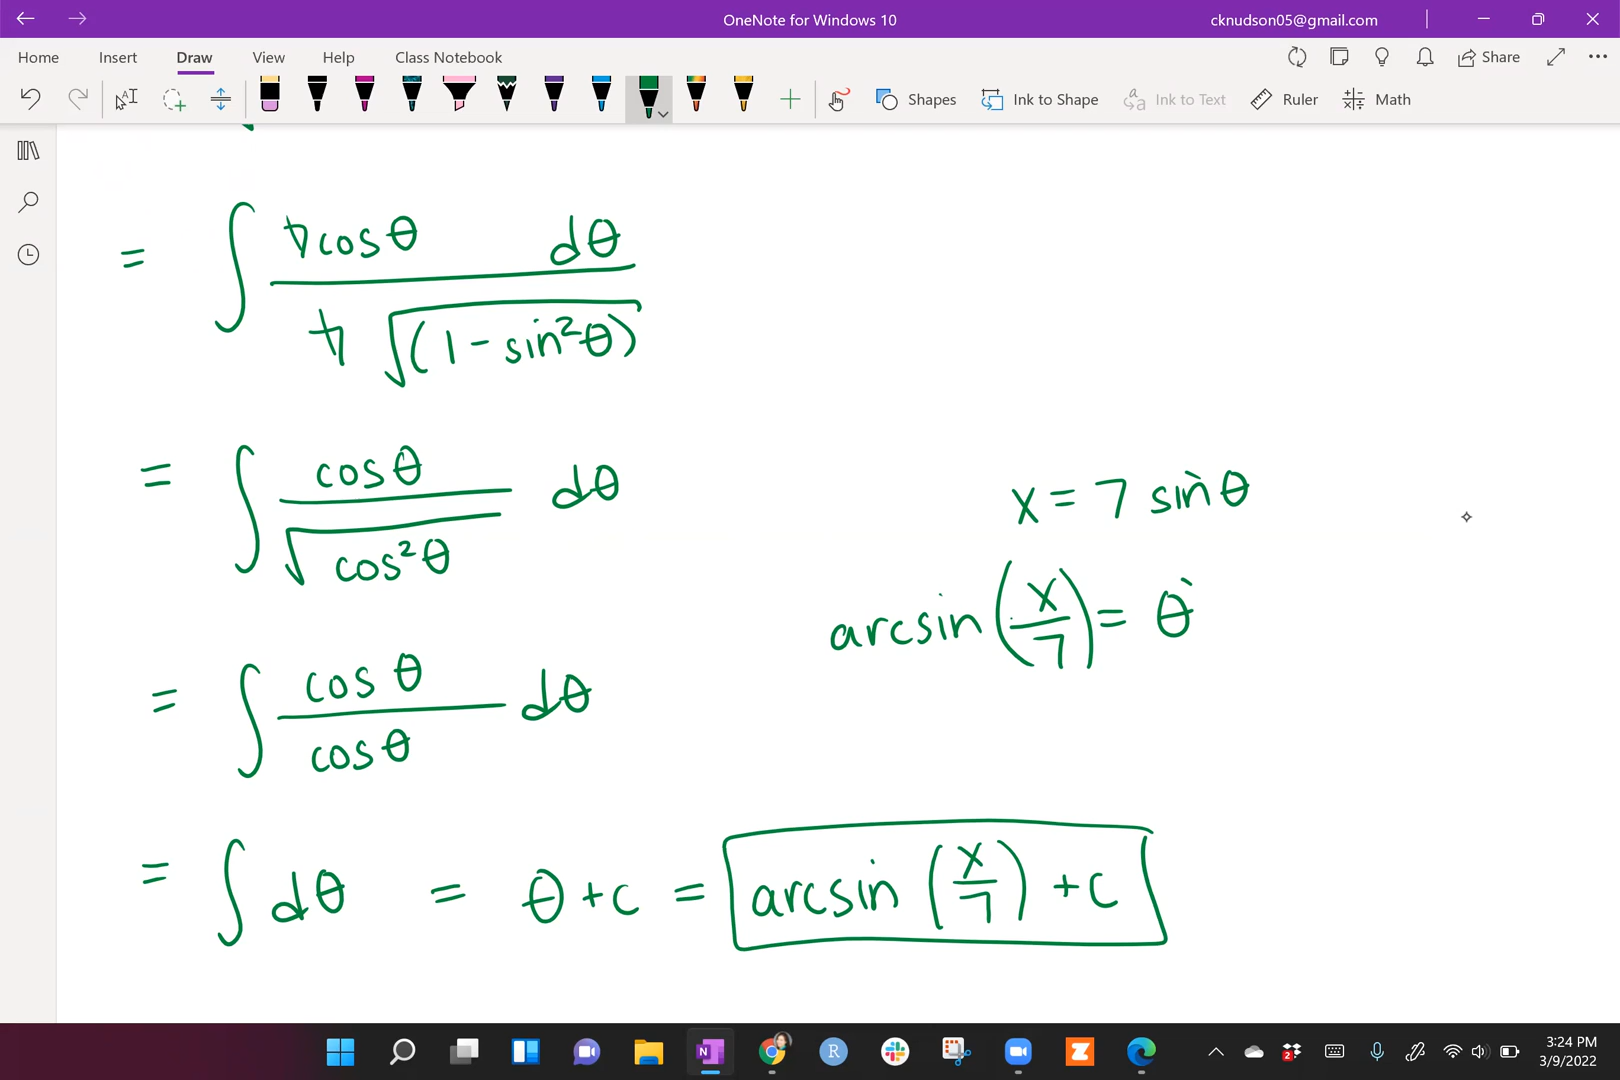 OneNote for Windows 10
cknudson05@gmail.com
Home Insert Draw View Help Class Notebook
Share
Shapes Ink to Shape Ink to Text Ruler Math
= ∫ 7cosθ dθ
7 √(1 - sin²θ)
= ∫ cosθ dθ
√cos²θ
x = 7 sinθ
arcsin(x/7) = θ
= ∫ cosθ dθ
cosθ
= ∫ dθ = θ + c = arcsin(x/7) + c
3:24 PM
3/9/2022